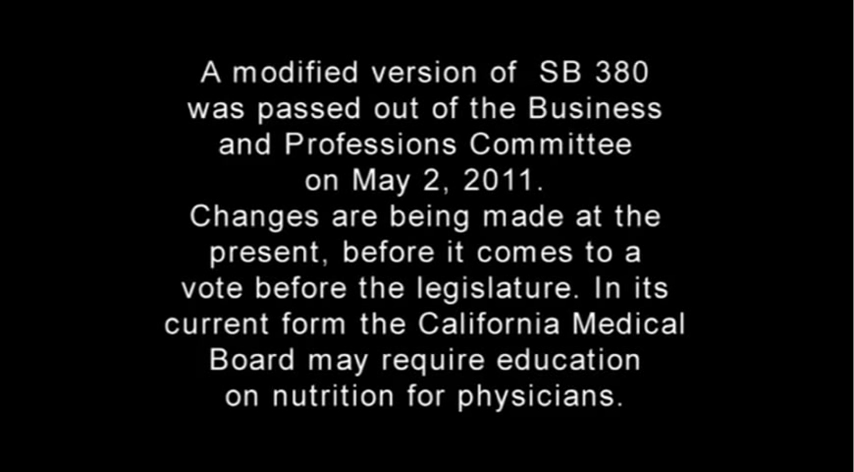 A modified version of  SB 380
was passed out of the Business
and Professions Committee
on May 2, 2011.
Changes are being made at the
present, before it comes to a
vote before the legislature. In its
current form the California Medical
Board may require education
on nutrition for physicians.